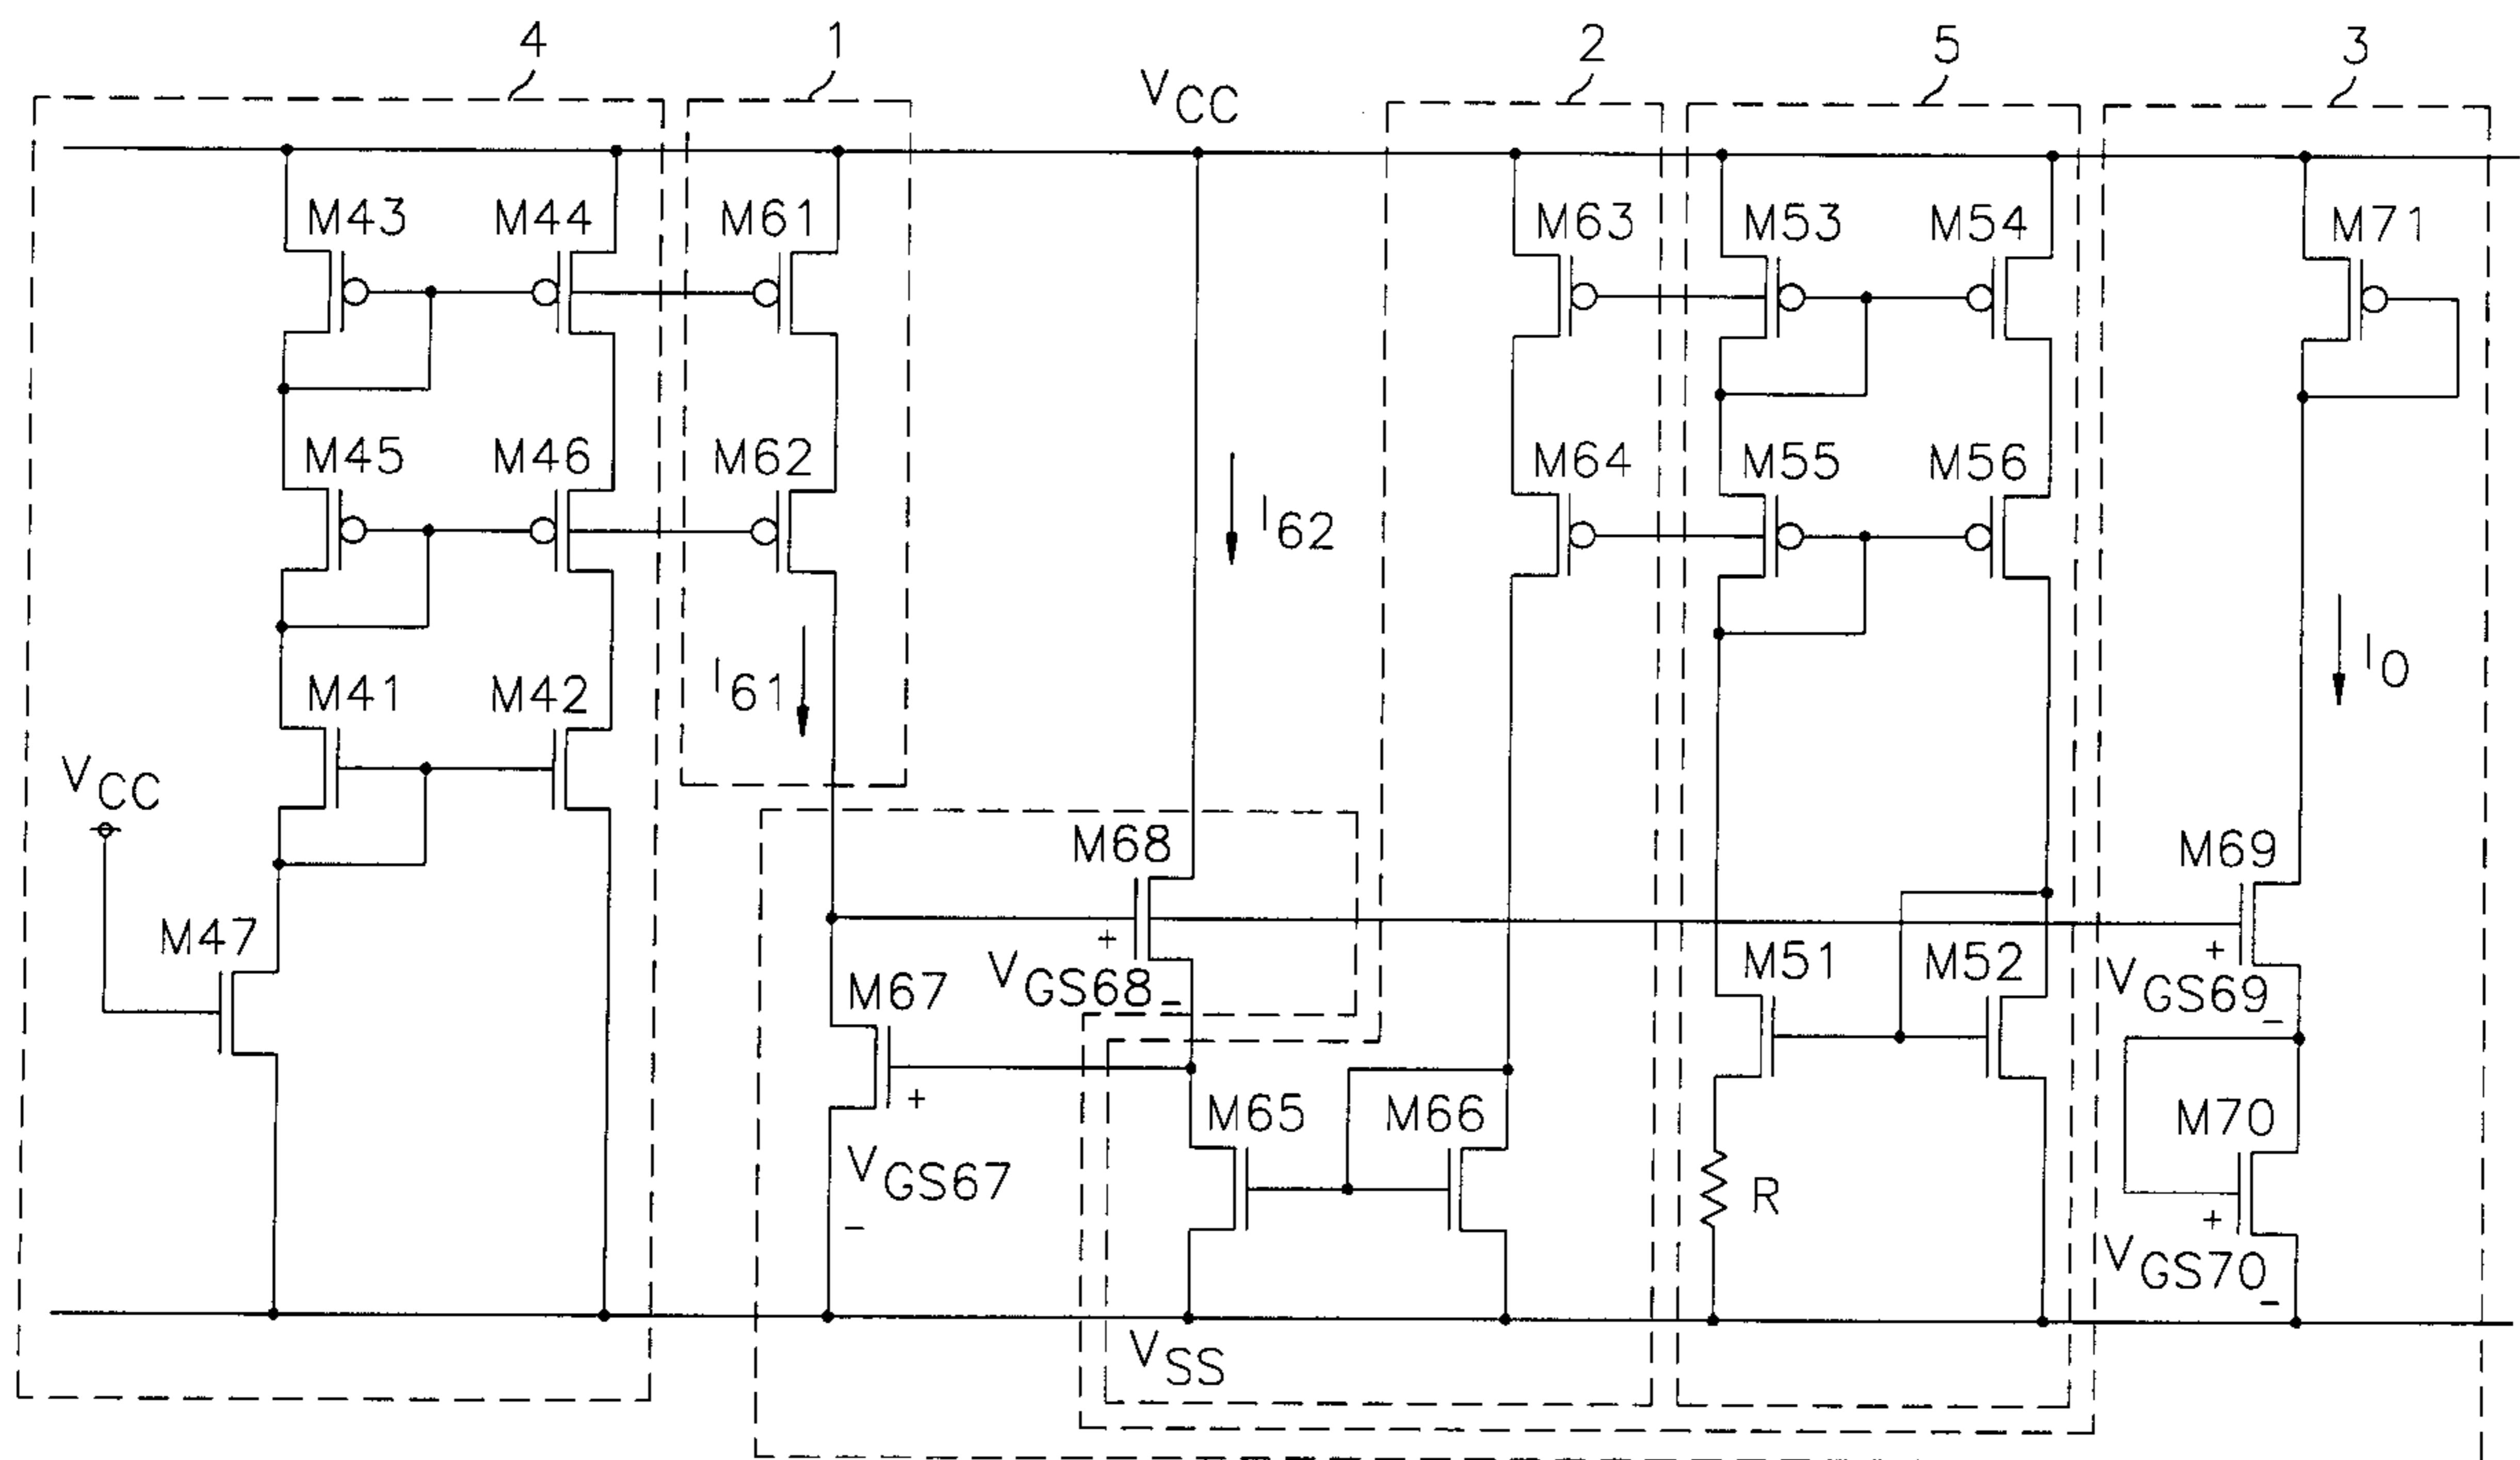 4 1 2 5 3
VCC
M43 M44 M61 M63 M53 M54 M71
M45 M46 M62 M64 M55 M56
I62
M41 M42 I61 IO
VCC
M68 M69
M47 M67 VGS68 M51 M52 VGS69
+ - + -
M65 M66 M70
+
VGS67 R
- +
VGS70
-
VSS